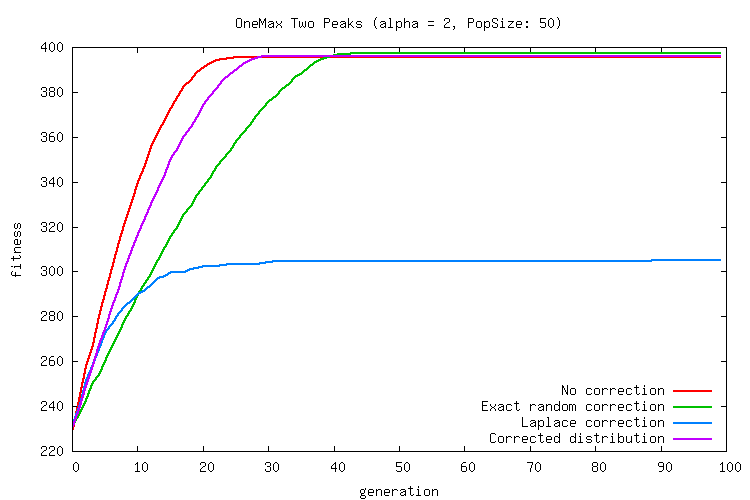 OneMax Two Peaks (alpha = 2, PopSize: 50)
400
380
360
340
320
300
280
260
240
220
fitness
No correction
Exact random correction
Laplace correction
Corrected distribution
0 10 20 30 40 50 60 70 80 90 100
generation